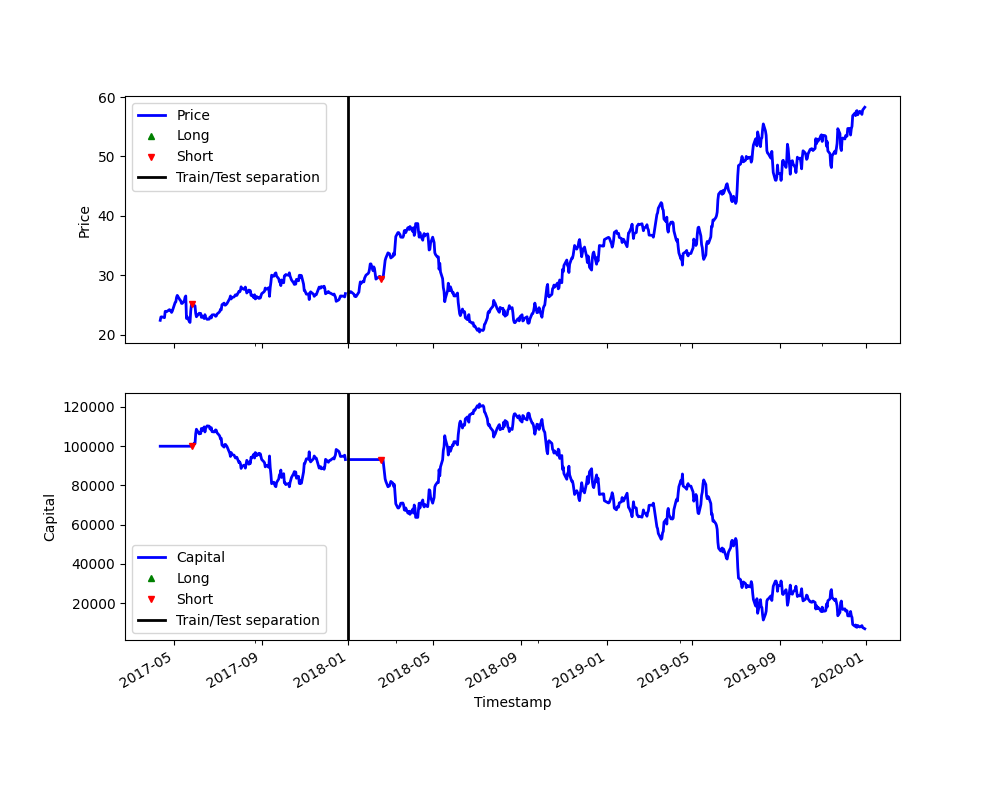 60
50
40
30
20
Price
Price
Long
Short
Train/Test separation
120000
100000
80000
60000
40000
20000
Capital
Capital
Long
Short
Train/Test separation
2017-05
2017-09
2018-01
2018-05
2018-09
2019-01
2019-05
2019-09
2020-01
Timestamp